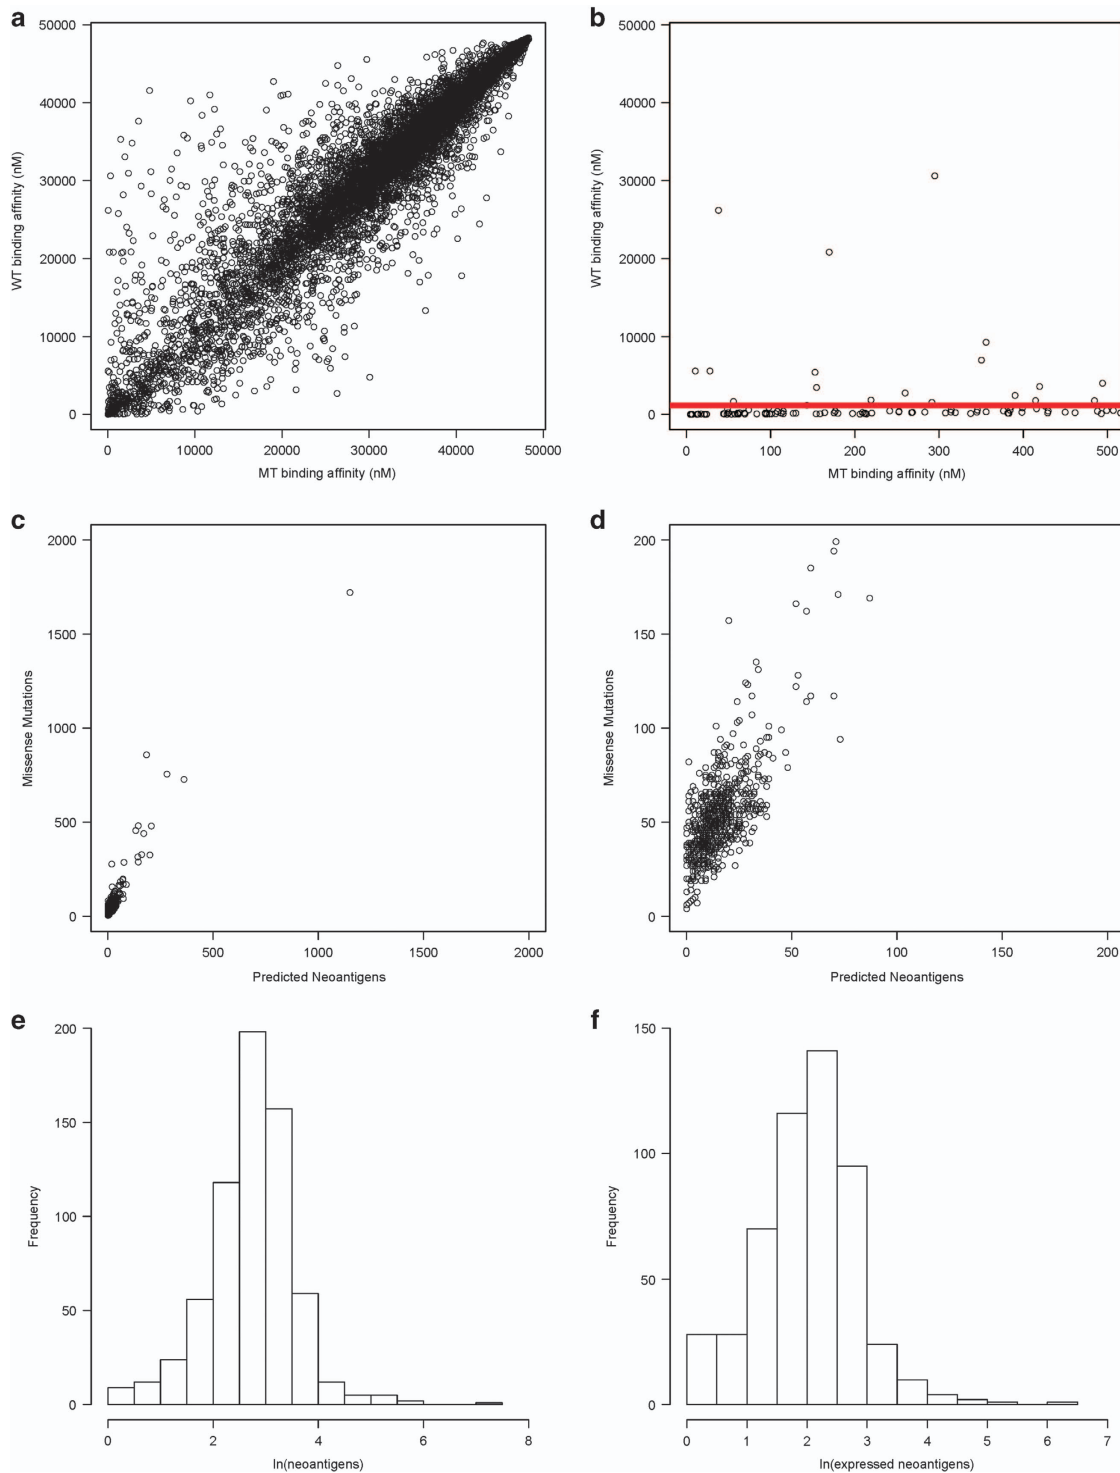 a
50000
40000
30000
20000
10000
0
WT binding affinity (nM)
0 10000 20000 30000 40000 50000
MT binding affinity (nM)
b
50000
40000
30000
20000
10000
0
WT binding affinity (nM)
0 100 200 300 400 500
MT binding affinity (nM)
c
2000
1500
1000
500
0
Missense Mutations
0 500 1000 1500 2000
Predicted Neoantigens
d
200
150
100
50
0
Missense Mutations
0 50 100 150 200
Predicted Neoantigens
e
200
150
100
50
0
Frequency
0 2 4 6 8
ln(neoantigens)
f
150
100
50
0
Frequency
0 1 2 3 4 5 6 7
ln(expressed neoantigens)